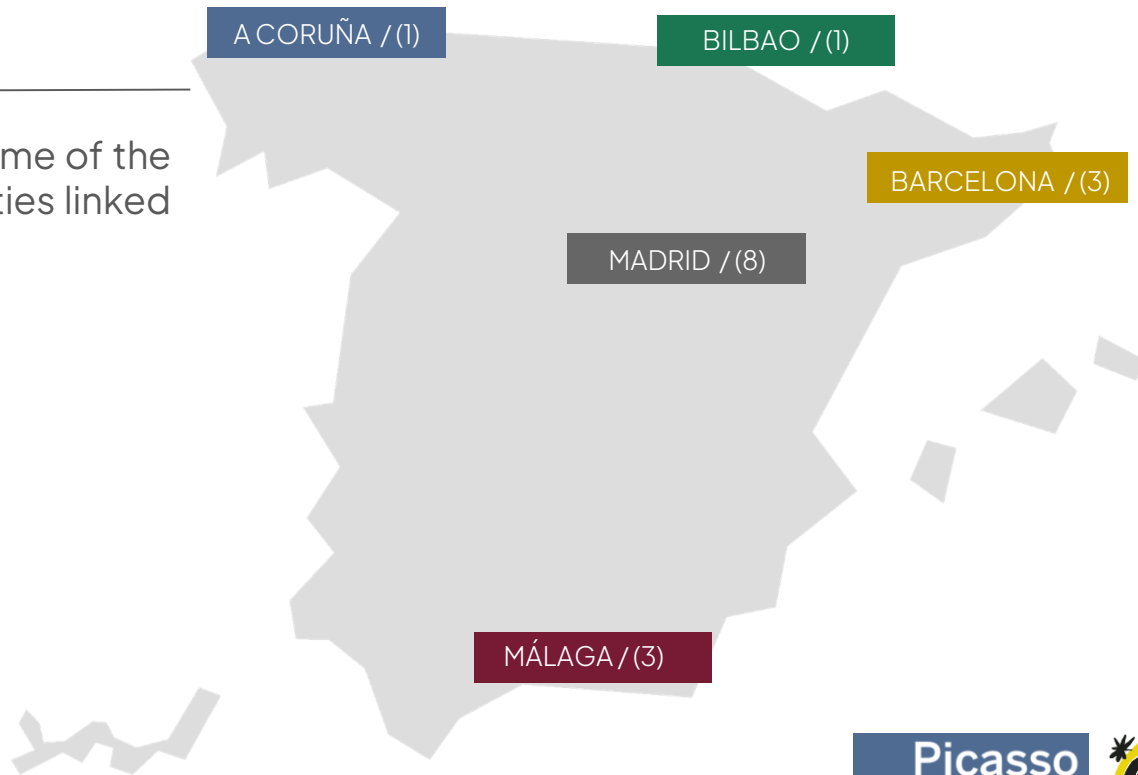 A CORUÑA / (1)
BILBAO / (1)
me of the
ties linked
BARCELONA / (3)
MADRID / (8)
MÁLAGA / (3)
Picasso